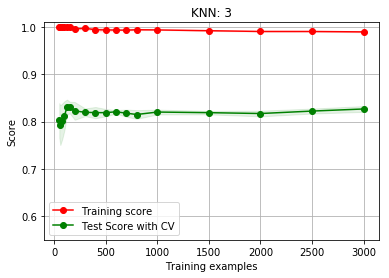 KNN: 3
1.0
0.9
0.8
0.7
0.6
Score
Training score
Test Score with CV
0 500 1000 1500 2000 2500 3000
Training examples